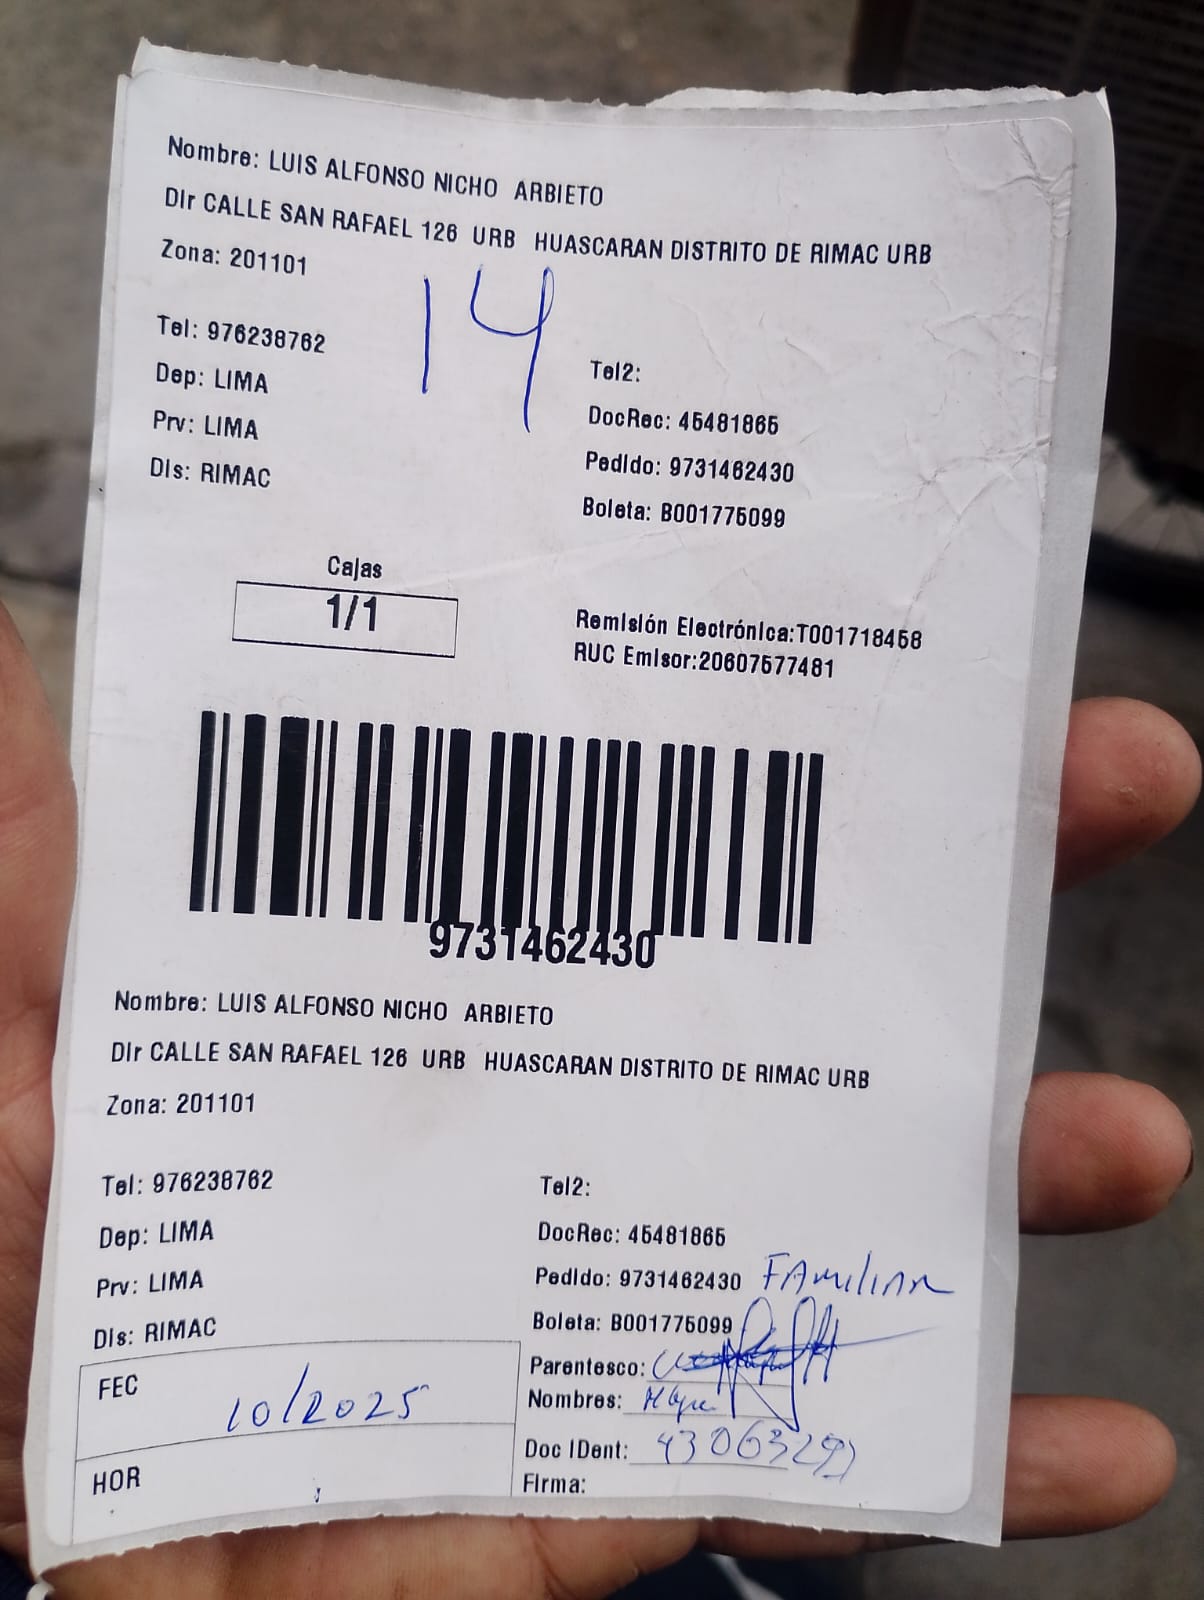 Nombre: LUIS ALFONSO NICHO ARBIETO
Dir CALLE SAN RAFAEL 126 URB HUASCARAN DISTRITO DE RIMAC URB
Zona: 201101
14
Tel: 976238762
Tel2:
Dep: LIMA
DocRec: 45481865
Prv: LIMA
Pedido: 9731462430
Dis: RIMAC
Boleta: B001775099
Cajas
1/1
Remisión Electrónica:T001718458
RUC Emisor:20607577481
9731462430
Nombre: LUIS ALFONSO NICHO ARBIETO
Dir CALLE SAN RAFAEL 126 URB HUASCARAN DISTRITO DE RIMAC URB
Zona: 201101
Tel: 976238762
Tel2:
Dep: LIMA
DocRec: 45481865
Prv: LIMA
Pedido: 9731462430 FAMILIAR
Dis: RIMAC
Boleta: B001775099
FEC 10/2025
Parentesco:
Nombres:
HOR
Doc IDent:
Firma: